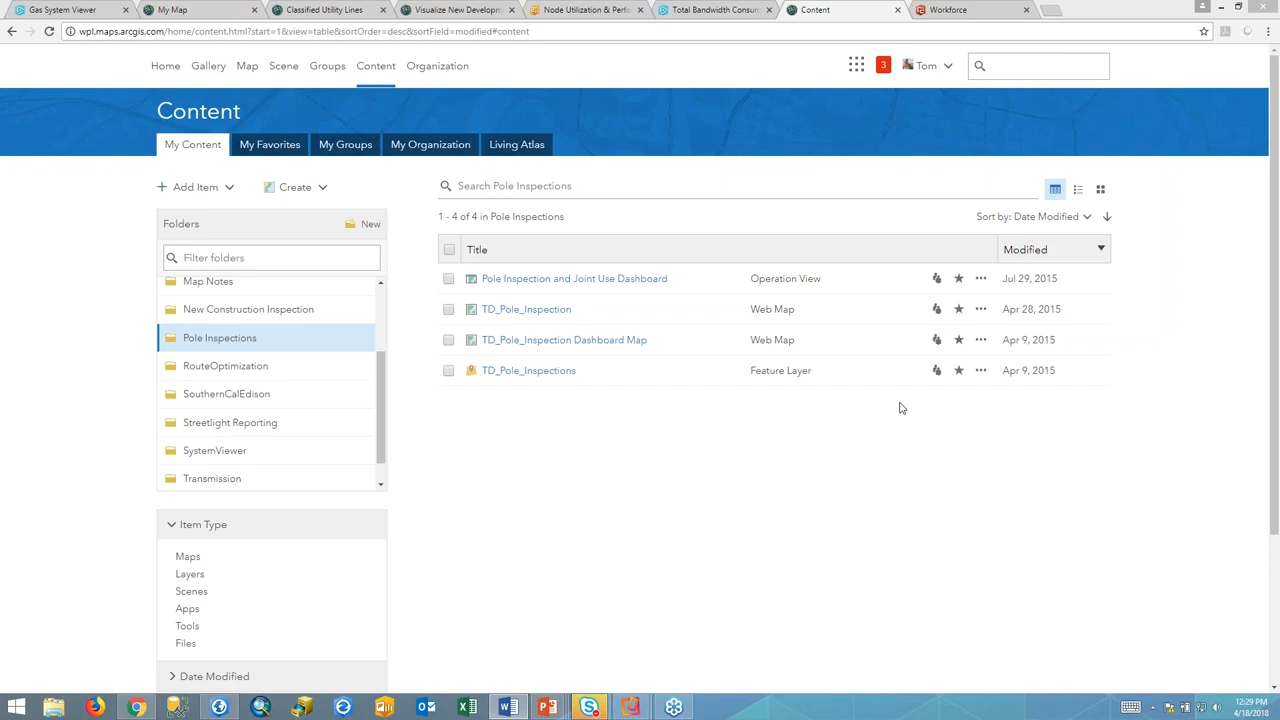 Gas System Viewer
My Map
Classified Utility Lines
Visualize New Developm
Node Utilization & Perfo
Total Bandwidth Consum
Content
Workforce
wpl.maps.arcgis.com/home/content.html?start=1&view=table&sortOrder=desc&sortField=modified#content
Home Gallery Map Scene Groups Content Organization
3 Tom
Content
My Content My Favorites My Groups My Organization Living Atlas
Add Item Create
Search Pole Inspections
Folders New
1 - 4 of 4 in Pole Inspections
Sort by: Date Modified
Filter folders
Title Modified
Map Notes
New Construction Inspection
Pole Inspections
RouteOptimization
SouthernCalEdison
Streetlight Reporting
SystemViewer
Transmission
Pole Inspection and Joint Use Dashboard Operation View Jul 29, 2015
TD_Pole_Inspection Web Map Apr 28, 2015
TD_Pole_Inspection Dashboard Map Web Map Apr 9, 2015
TD_Pole_Inspections Feature Layer Apr 9, 2015
Item Type
Maps
Layers
Scenes
Apps
Tools
Files
Date Modified
12:29 PM
4/18/2018